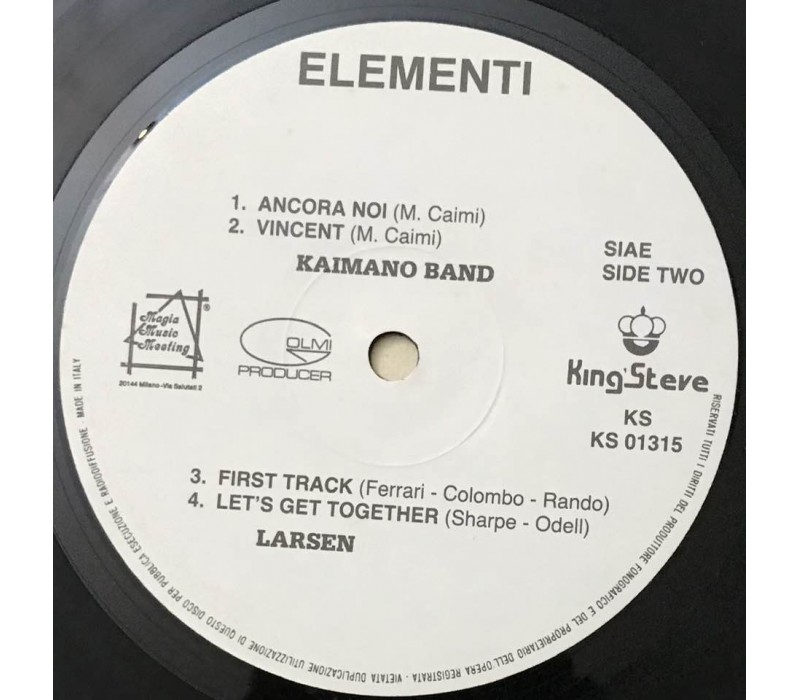 ELEMENTI
1. ANCORA NOI (M. Caimi)
2. VINCENT (M. Caimi)
KAIMANO BAND
SIAE
SIDE TWO
Magia
Music
Meeting
®
20144 Milano-Via Salutati 2
GOLMI
PRODUCER
King'Steve
KS
KS 01315
3. FIRST TRACK (Ferrari - Colombo - Rando)
4. LET'S GET TOGETHER (Sharpe - Odell)
LARSEN
RISERVATI TUTTI I DIRITTI DEL PRODUTTORE FONOGRAFICO E DEL PROPRIETARIO DELL'OPERA REGISTRATA - VIETATA DUPLICAZIONE UTILIZZAZIONE DI QUESTO DISCO PER PUBBLICA ESECUZIONE E RADIODIFFUSIONE MADE IN ITALY